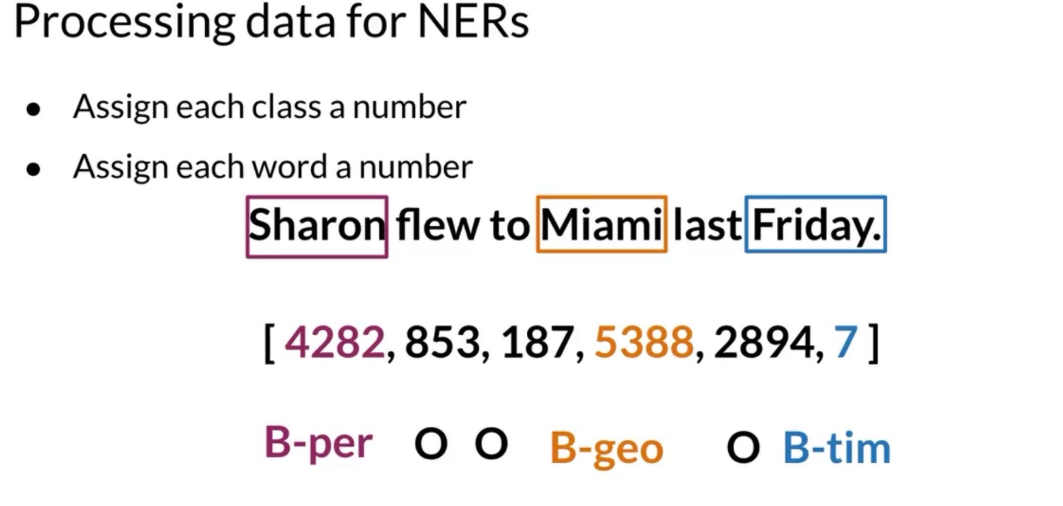 Processing data for NERs
● Assign each class a number
● Assign each word a number
Sharon flew to Miami last Friday.
[ 4282, 853, 187, 5388, 2894, 7 ]
B-per O O B-geo O B-tim